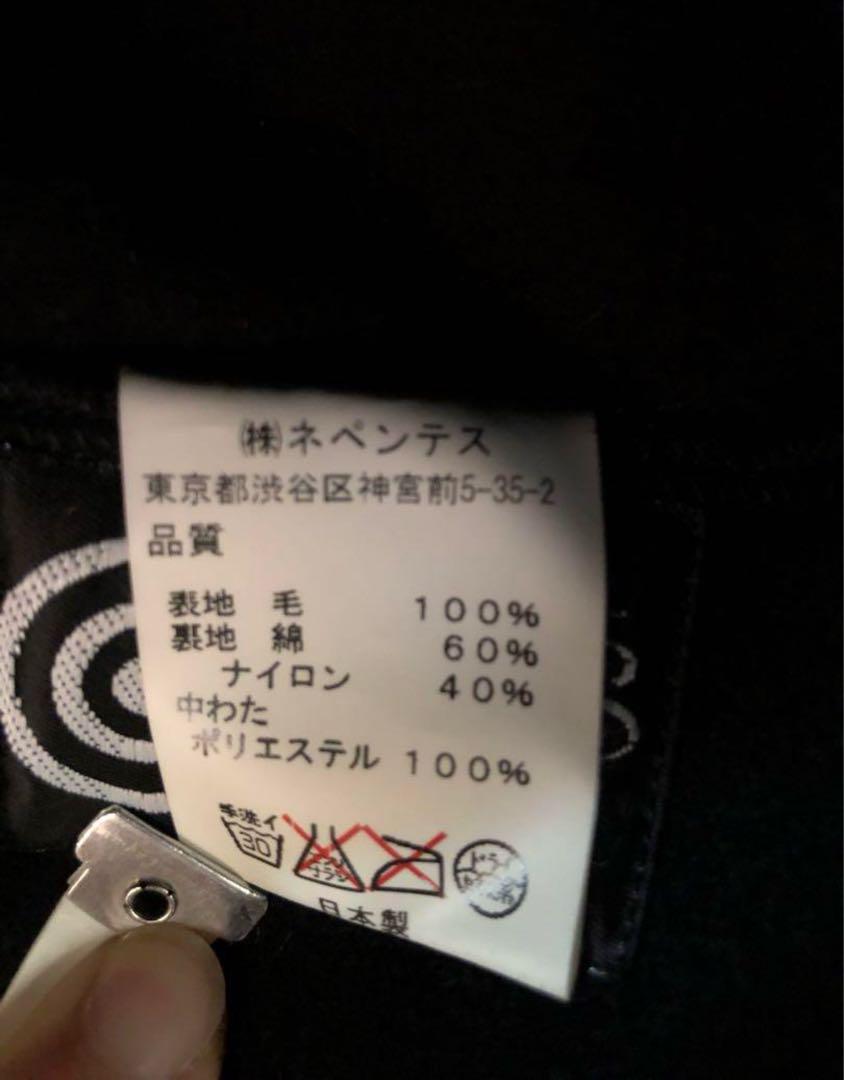 ㈱ネペンテス
東京都渋谷区神宮前5-35-2
品質
表地 毛 100%
裏地 綿 60%
ナイロン 40%
中わた
ポリエステル 100%
手洗イ
30
日本製